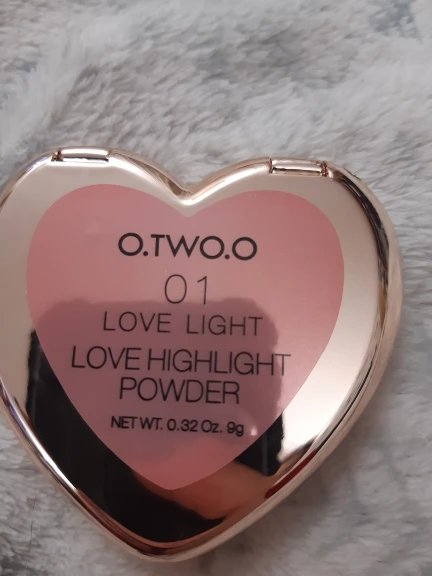 O.TWO.O
01
LOVE LIGHT
LOVE HIGHLIGHT
POWDER
NET WT. 0.32 Oz. 9g